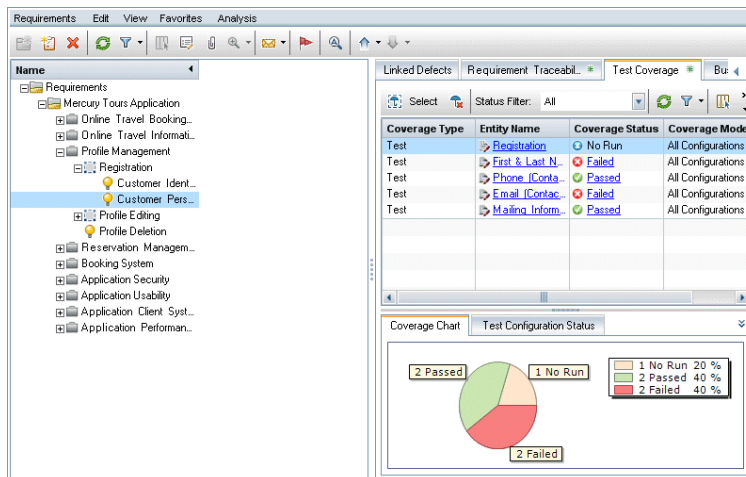 Requirements Edit View Favorites Analysis
Name
Requirements
Mercury Tours Application
Online Travel Booking...
Online Travel Informati...
Profile Management
Registration
Customer Ident...
Customer Pers...
Profile Editing
Profile Deletion
Reservation Managem...
Booking System
Application Security
Application Usability
Application Client Syst...
Application Performan...
Linked Defects Requirement Traceabil... * Test Coverage * Bu:
Select Status Filter: All
Coverage Type Entity Name Coverage Status Coverage Mode
Test Registration No Run All Configurations
Test First & Last N... Failed All Configurations
Test Phone (Conta... Passed All Configurations
Test Email (Contac... Failed All Configurations
Test Mailing Inform... Passed All Configurations
Coverage Chart Test Configuration Status
2 Passed
1 No Run
2 Failed
1 No Run 20 %
2 Passed 40 %
2 Failed 40 %